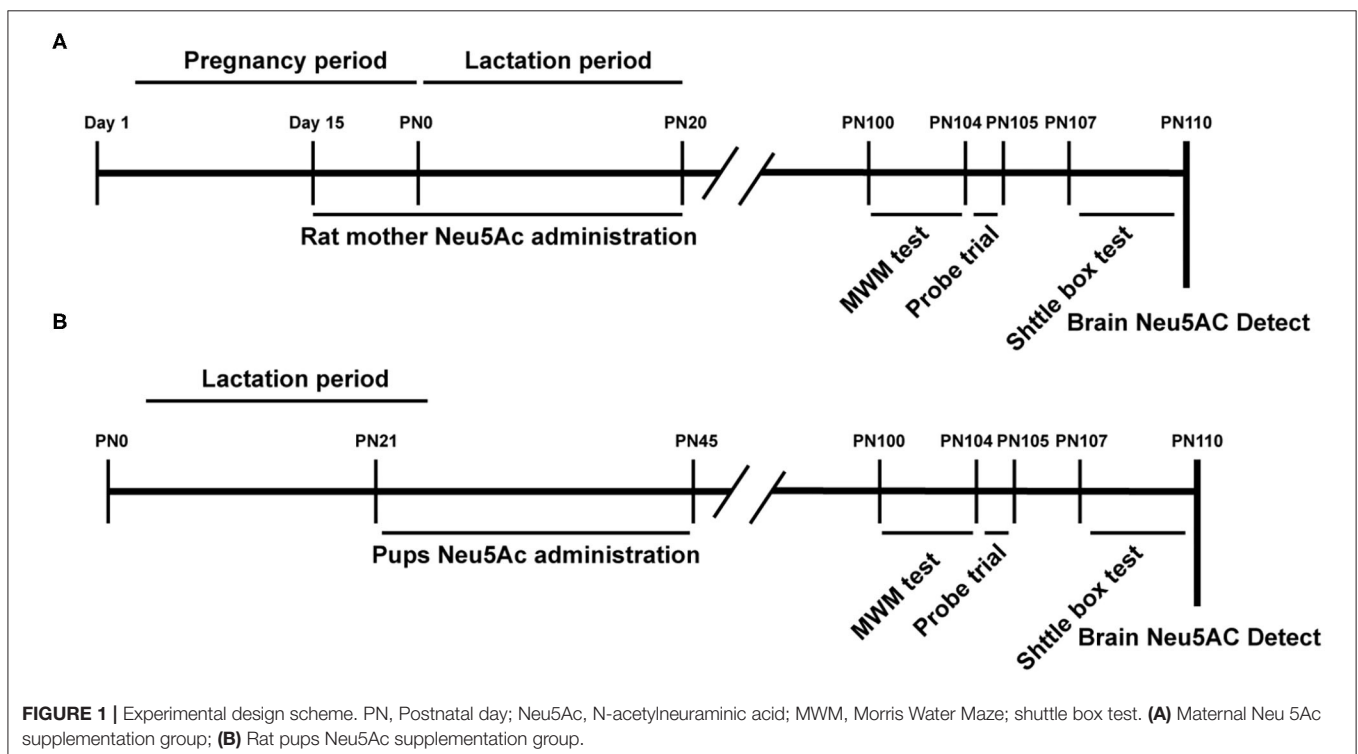 A
Pregnancy period Lactation period
Day 1 Day 15 PN0 PN20 PN100 PN104 PN105 PN107 PN110
Rat mother Neu5Ac administration
MWM test
Probe trial
Shttle box test
Brain Neu5AC Detect
B
Lactation period
PN0 PN21 PN45 PN100 PN104 PN105 PN107 PN110
Pups Neu5Ac administration
MWM test
Probe trial
Shttle box test
Brain Neu5AC Detect
FIGURE 1 | Experimental design scheme. PN, Postnatal day; Neu5Ac, N-acetylneuraminic acid; MWM, Morris Water Maze; shuttle box test. (A) Maternal Neu 5Ac
supplementation group; (B) Rat pups Neu5Ac supplementation group.